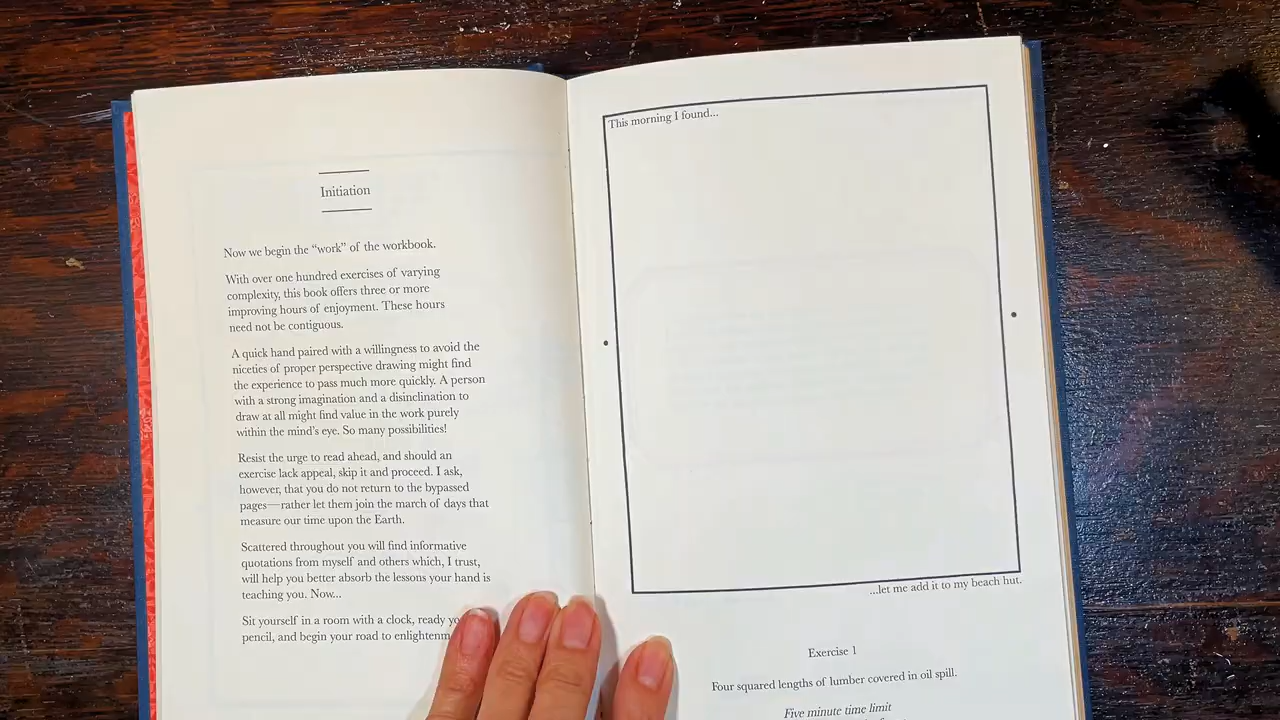 Initiation
Now we begin the “work” of the workbook.
With over one hundred exercises of varying
complexity, this book offers three or more
improving hours of enjoyment. These hours
need not be contiguous.
A quick hand paired with a willingness to avoid the
niceties of proper perspective drawing might find
the experience to pass much more quickly. A person
with a strong imagination and a disinclination to
draw at all might find value in the work purely
within the mind’s eye. So many possibilities!
Resist the urge to read ahead, and should an
exercise lack appeal, skip it and proceed. I ask,
however, that you do not return to the bypassed
pages—rather let them join the march of days that
measure our time upon the Earth.
Scattered throughout you will find informative
quotations from myself and others which, I trust,
will help you better absorb the lessons your hand is
teaching you. Now...
Sit yourself in a room with a clock, ready
pencil, and begin your road to
This morning I found...
...let me add it to my beach hut.
Exercise 1
Four squared lengths of lumber covered in oil spill.
Five minute time limit